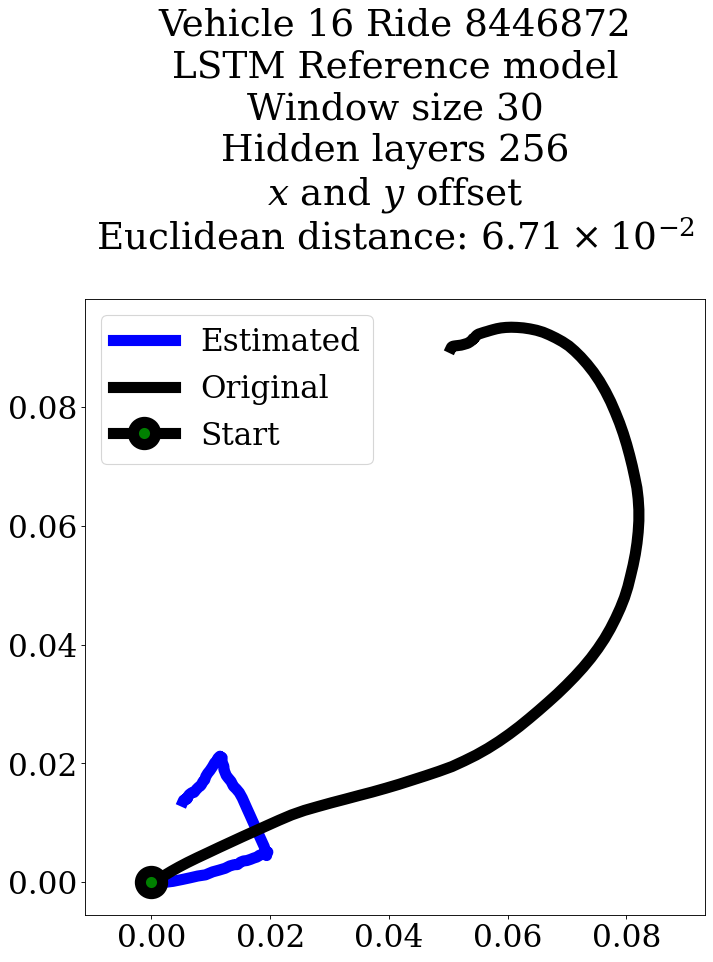 Vehicle 16 Ride 8446872
LSTM Reference model
Window size 30
Hidden layers 256
x and y offset
Euclidean distance: 6.71 × 10⁻²
Estimated
Original
Start
0.08
0.06
0.04
0.02
0.00
0.00 0.02 0.04 0.06 0.08